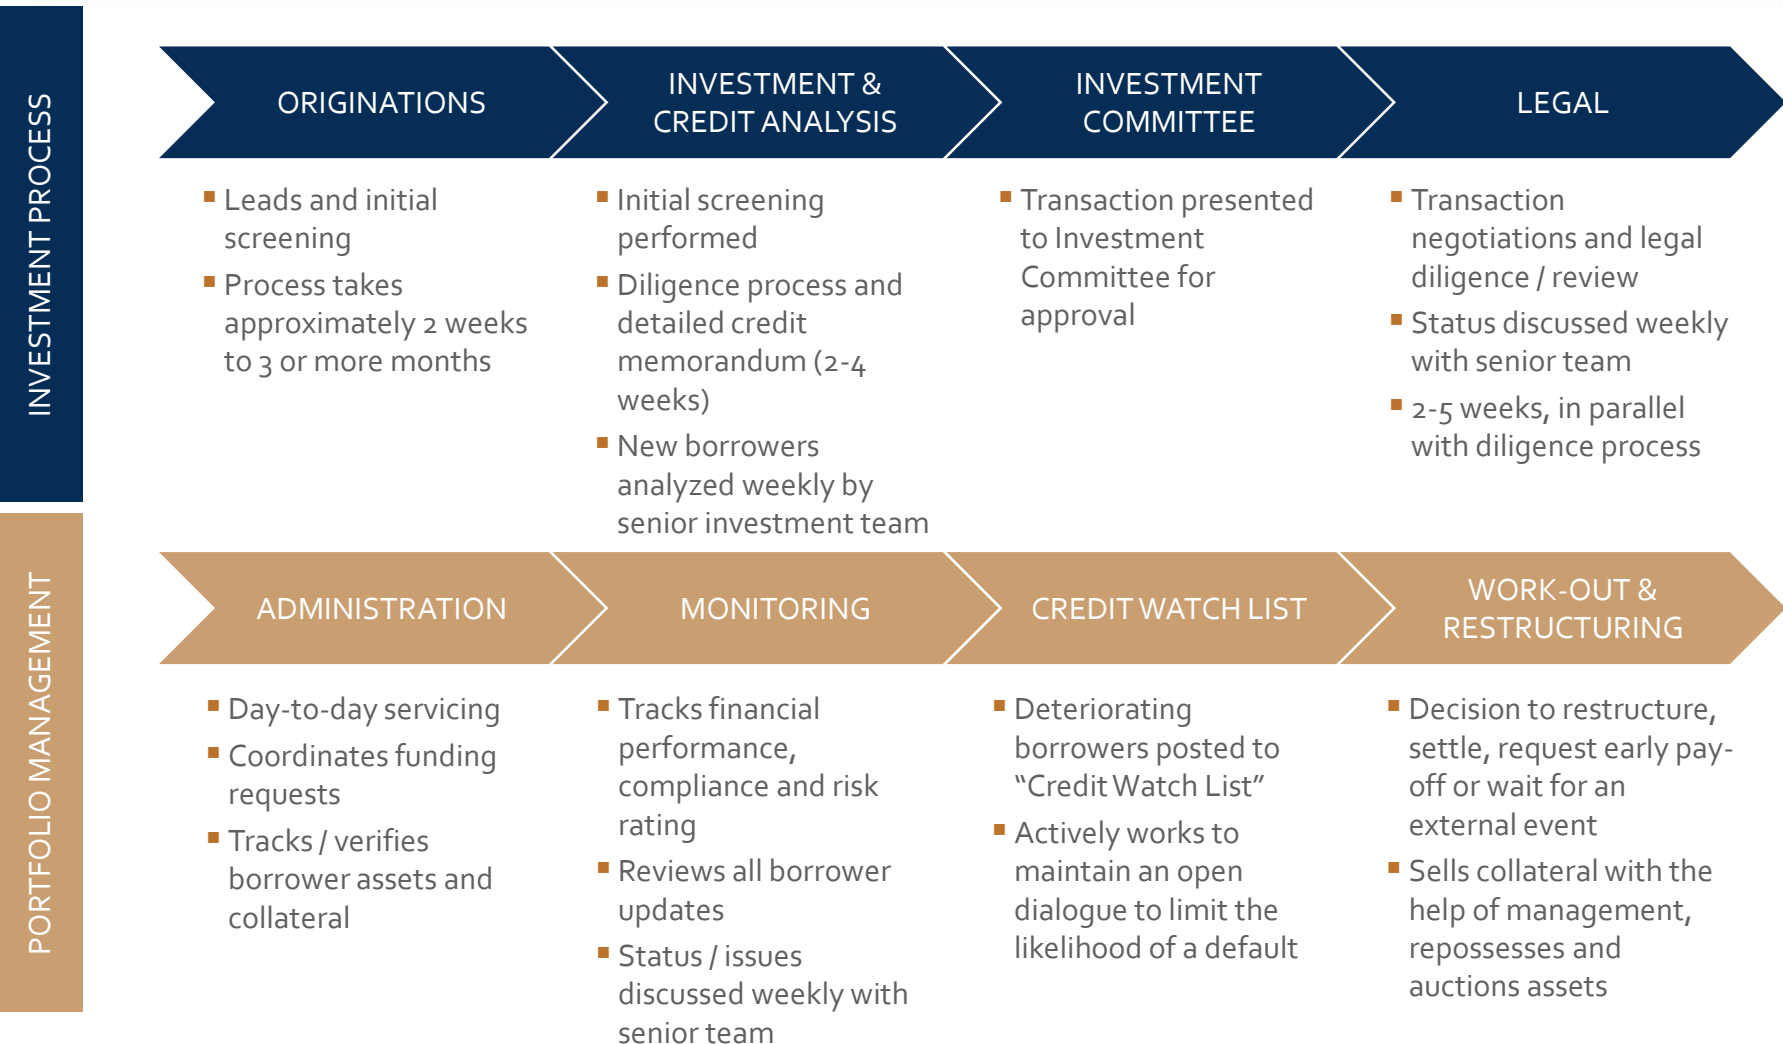 INVESTMENT PROCESS
ORIGINATIONS
▪ Leads and initial
screening
▪ Process takes
approximately 2 weeks
to 3 or more months
INVESTMENT &
CREDIT ANALYSIS
▪ Initial screening
performed
▪ Diligence process and
detailed credit
memorandum (2-4
weeks)
▪ New borrowers
analyzed weekly by
senior investment team
INVESTMENT
COMMITTEE
▪ Transaction presented
to Investment
Committee for
approval
LEGAL
▪ Transaction
negotiations and legal
diligence / review
▪ Status discussed weekly
with senior team
▪ 2-5 weeks, in parallel
with diligence process
PORTFOLIO MANAGEMENT
ADMINISTRATION
▪ Day-to-day servicing
▪ Coordinates funding
requests
▪ Tracks / verifies
borrower assets and
collateral
MONITORING
▪ Tracks financial
performance,
compliance and risk
rating
▪ Reviews all borrower
updates
▪ Status / issues
discussed weekly with
senior team
CREDIT WATCH LIST
▪ Deteriorating
borrowers posted to
“Credit Watch List”
▪ Actively works to
maintain an open
dialogue to limit the
likelihood of a default
WORK-OUT &
RESTRUCTURING
▪ Decision to restructure,
settle, request early pay-
off or wait for an
external event
▪ Sells collateral with the
help of management,
repossesses and
auctions assets